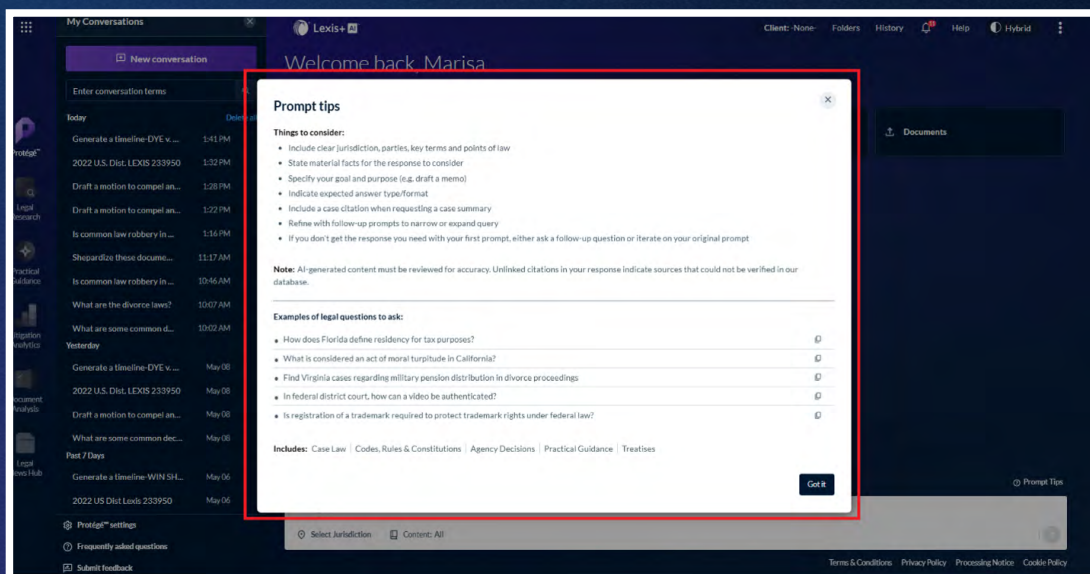 My Conversations
New conversation
Enter conversation terms
Today
Delete all
Generate a timeline-DYE v. ... 1:41 PM
2022 U.S. Dist. LEXIS 233950 1:32 PM
Draft a motion to compel an... 1:28 PM
Draft a motion to compel an... 1:22 PM
Is common law robbery in ... 1:16 PM
Shepardize these docume... 11:17 AM
Is common law robbery in ... 10:46 AM
What are the divorce laws? 10:07 AM
What are some common d... 10:02 AM
Yesterday
Generate a timeline-DYE v. ... May 08
2022 U.S. Dist. LEXIS 233950 May 08
Draft a motion to compel an... May 08
What are some common dec... May 08
Past 7 Days
Generate a timeline-WIN SH... May 06
2022 US Dist Lexis 233950 May 06
Protégé™ settings
Frequently asked questions
Submit feedback
Protégé™
Legal
Research
Practical
Guidance
Litigation
Analytics
Document
Analysis
Legal
News Hub
Lexis+ AI
Client: -None- Folders History Help Hybrid
Welcome back, Marisa
Documents
Prompt tips
Things to consider:
• Include clear jurisdiction, parties, key terms and points of law
• State material facts for the response to consider
• Specify your goal and purpose (e.g. draft a memo)
• Indicate expected answer type/format
• Include a case citation when requesting a case summary
• Refine with follow-up prompts to narrow or expand query
• If you don't get the response you need with your first prompt, either ask a follow-up question or iterate on your original prompt
Note: AI-generated content must be reviewed for accuracy. Unlinked citations in your response indicate sources that could not be verified in our
database.
Examples of legal questions to ask:
• How does Florida define residency for tax purposes?
• What is considered an act of moral turpitude in California?
• Find Virginia cases regarding military pension distribution in divorce proceedings
• In federal district court, how can a video be authenticated?
• Is registration of a trademark required to protect trademark rights under federal law?
Includes: Case Law | Codes, Rules & Constitutions | Agency Decisions | Practical Guidance | Treatises
Got it
Prompt Tips
Select Jurisdiction Content: All
Terms & Conditions Privacy Policy Processing Notice Cookie Policy